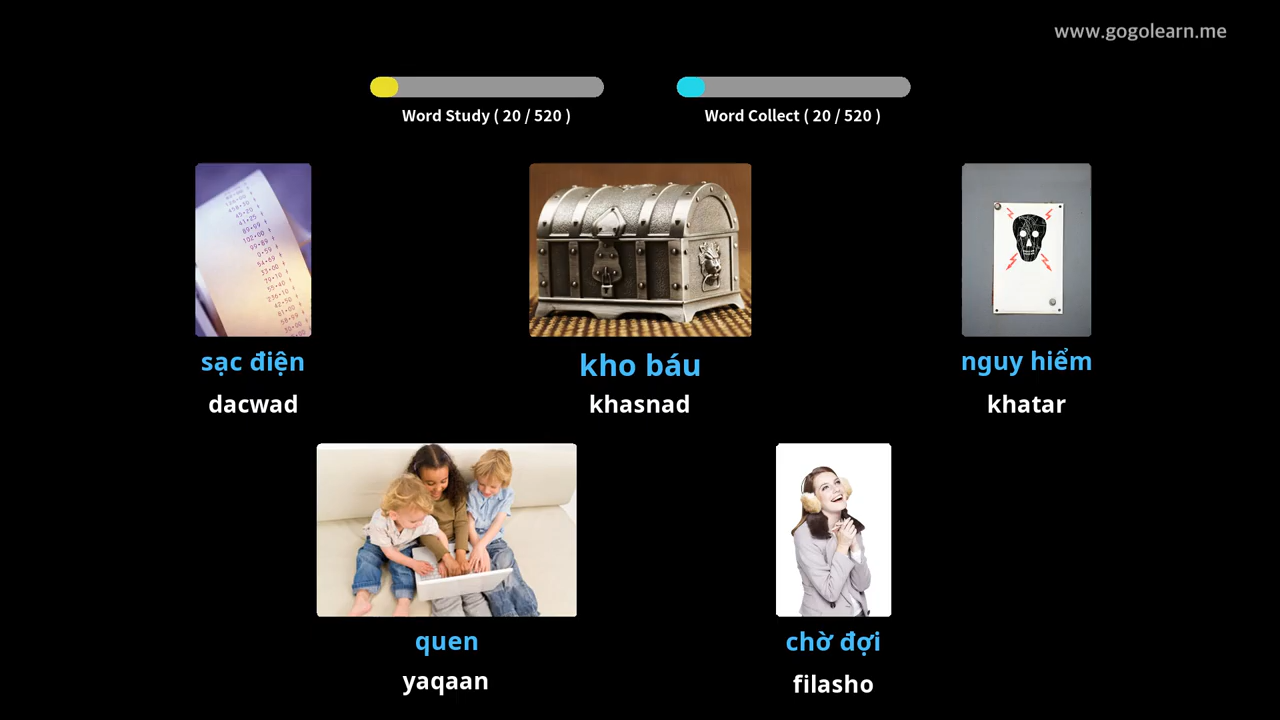 www.gogolearn.me
Word Study ( 20 / 520 )
Word Collect ( 20 / 520 )
sạc điện
dacwad
kho báu
khasnad
nguy hiểm
khatar
quen
yaqaan
chờ đợi
filasho